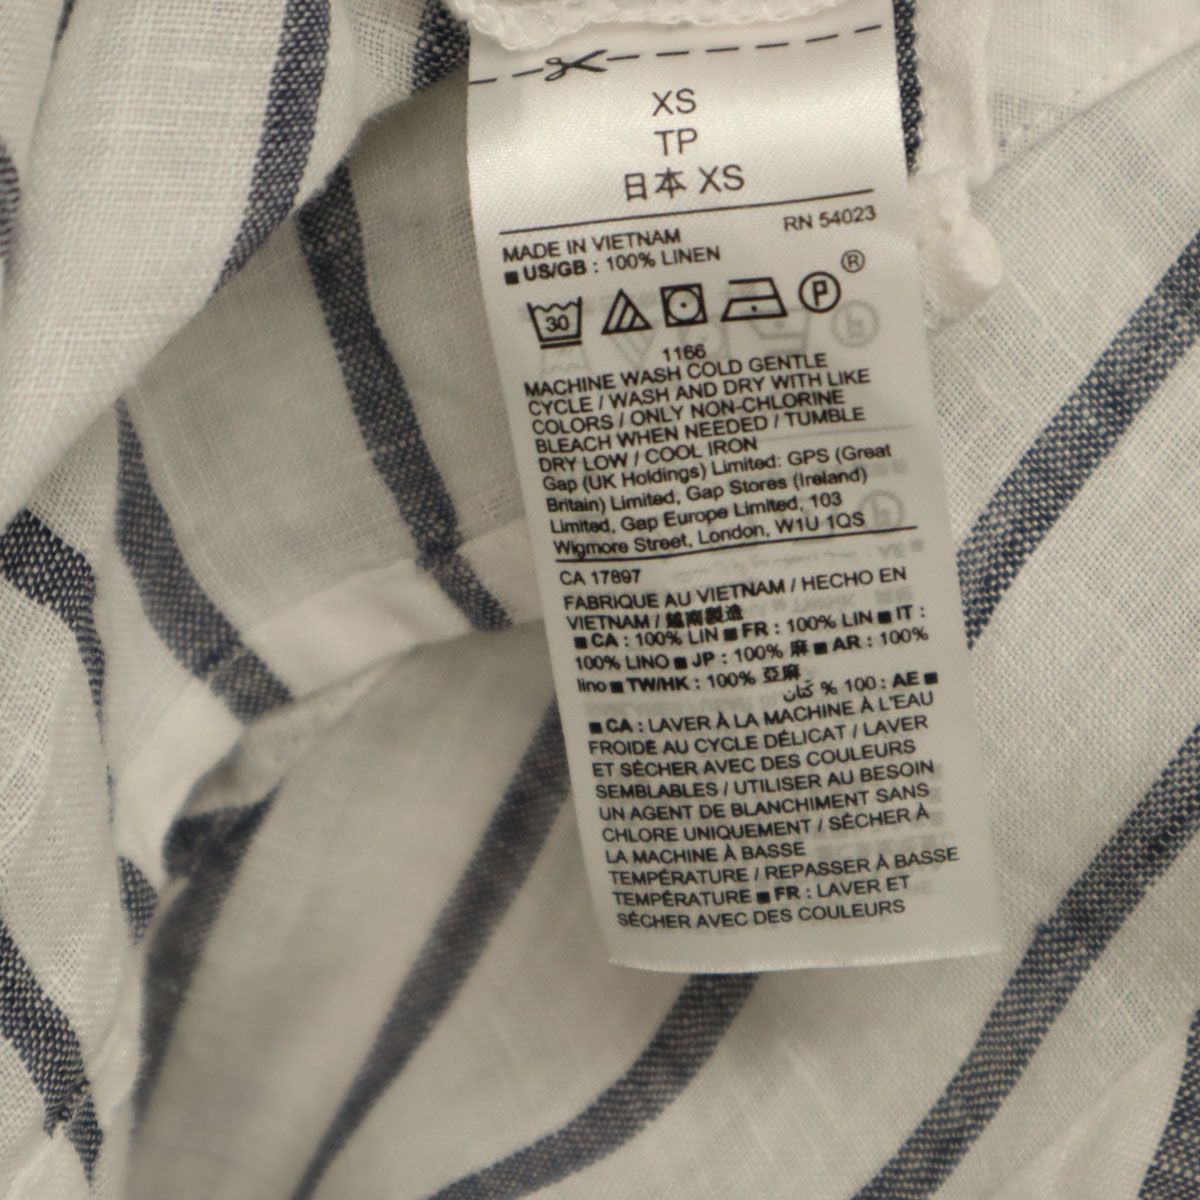 XS
TP
日本 XS
RN 54023
MADE IN VIETNAM
■ US/GB : 100% LINEN
30 P ®
1166
MACHINE WASH COLD GENTLE
CYCLE / WASH AND DRY WITH LIKE
COLORS / ONLY NON-CHLORINE
BLEACH WHEN NEEDED / TUMBLE
DRY LOW / COOL IRON
Gap (UK Holdings) Limited: GPS (Great
Britain) Limited, Gap Stores (Ireland)
Limited, Gap Europe Limited, 103
Wigmore Street, London, W1U 1QS
CA 17897
FABRIQUE AU VIETNAM / HECHO EN
VIETNAM / 越南製造
■ CA : 100% LIN ■ FR : 100% LIN ■ IT :
100% LINO ■ JP : 100% 麻 ■ AR : 100%
lino ■ TW/HK : 100% 亞麻
كتان % 100 : AE ■
■ CA : LAVER À LA MACHINE À L'EAU
FROIDE AU CYCLE DÉLICAT / LAVER
ET SÉCHER AVEC DES COULEURS
SEMBLABLES / UTILISER AU BESOIN
UN AGENT DE BLANCHIMENT SANS
CHLORE UNIQUEMENT / SÉCHER À
LA MACHINE À BASSE
TEMPÉRATURE / REPASSER À BASSE
TEMPÉRATURE ■ FR : LAVER ET
SÉCHER AVEC DES COULEURS